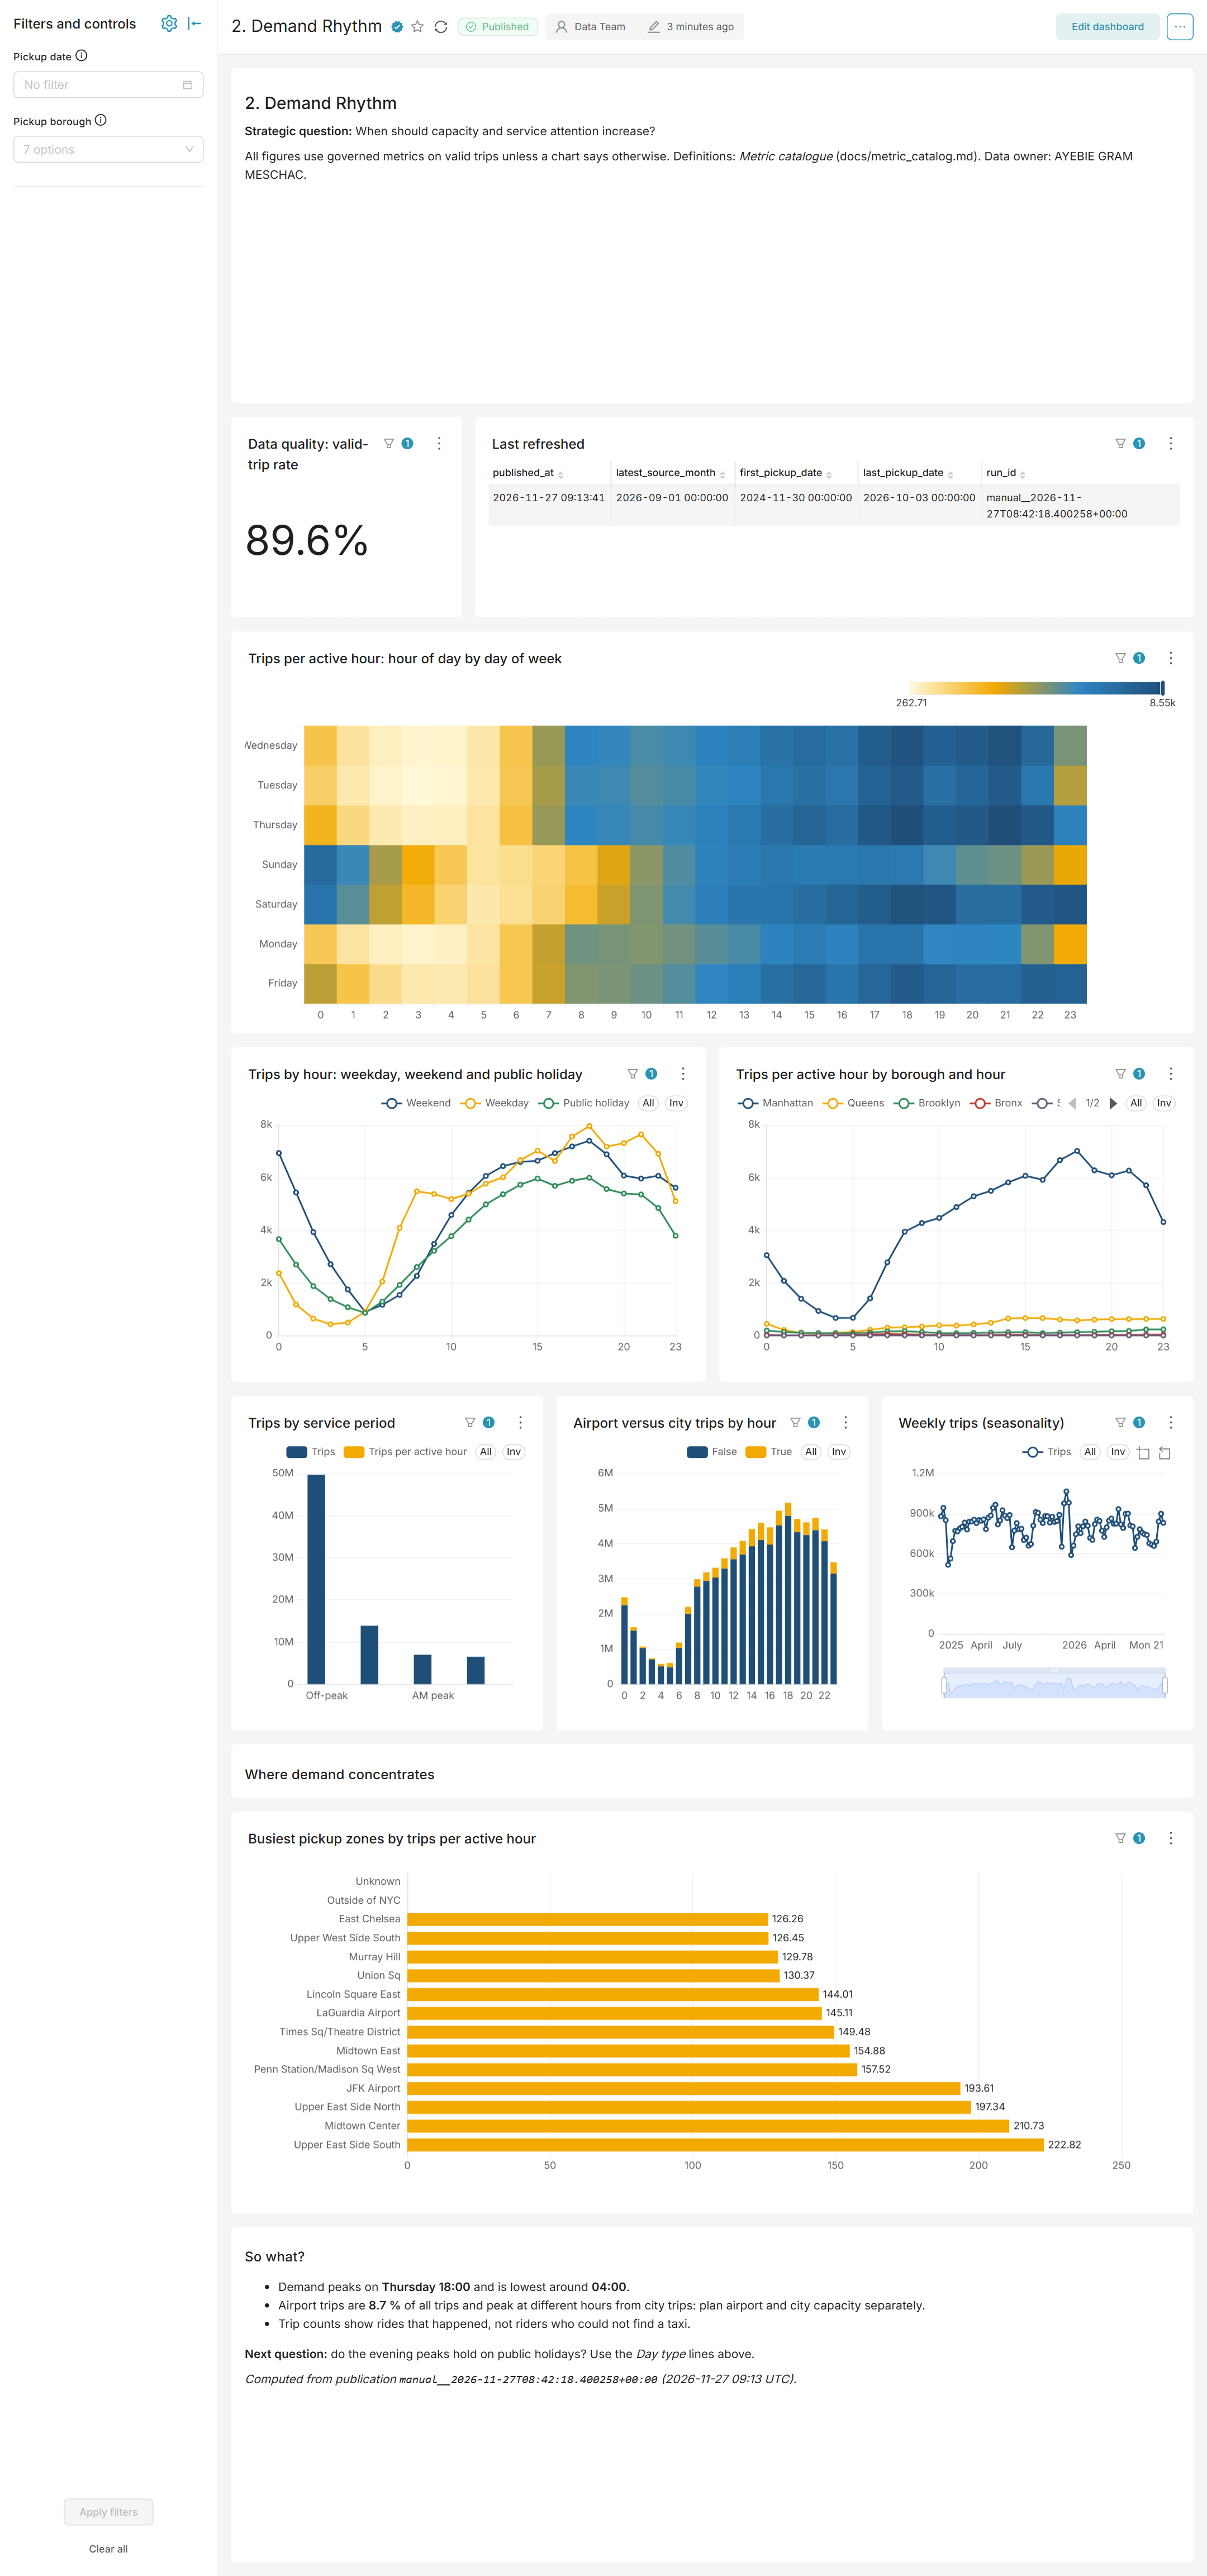 Filters and controls
Pickup date
No filter
Pickup borough
7 options
Apply filters
Clear all
2. Demand Rhythm
Published
Data Team
3 minutes ago
Edit dashboard
2. Demand Rhythm
Strategic question: When should capacity and service attention increase?
All figures use governed metrics on valid trips unless a chart says otherwise. Definitions: Metric catalogue (docs/metric_catalog.md). Data owner: AYEBIE GRAM
MESCHAC.
Data quality: valid-
trip rate
1
89.6%
Last refreshed
1
published_at latest_source_month first_pickup_date last_pickup_date run_id
2026-11-27 09:13:41 2026-09-01 00:00:00 2024-11-30 00:00:00 2026-10-03 00:00:00 manual__2026-11-
27T08:42:18.400258+00:00
Trips per active hour: hour of day by day of week
1
262.71 8.55k
Wednesday
Tuesday
Thursday
Sunday
Saturday
Monday
Friday
0 1 2 3 4 5 6 7 8 9 10 11 12 13 14 15 16 17 18 19 20 21 22 23
Trips by hour: weekday, weekend and public holiday
1
Weekend Weekday Public holiday All Inv
8k
6k
4k
2k
0
0 5 10 15 20 23
Trips per active hour by borough and hour
1
Manhattan Queens Brooklyn Bronx 1/2 All Inv
8k
6k
4k
2k
0
0 5 10 15 20 23
Trips by service period
1
Trips Trips per active hour All Inv
50M
40M
30M
20M
10M
0
Off-peak AM peak
Airport versus city trips by hour
1
False True All Inv
6M
5M
4M
3M
2M
1M
0
0 2 4 6 8 10 12 14 16 18 20 22
Weekly trips (seasonality)
1
Trips All Inv
1.2M
900k
600k
300k
0
2025 April July 2026 April Mon 21
Where demand concentrates
Busiest pickup zones by trips per active hour
1
Unknown
Outside of NYC
East Chelsea 126.26
Upper West Side South 126.45
Murray Hill 129.78
Union Sq 130.37
Lincoln Square East 144.01
LaGuardia Airport 145.11
Times Sq/Theatre District 149.48
Midtown East 154.88
Penn Station/Madison Sq West 157.52
JFK Airport 193.61
Upper East Side North 197.34
Midtown Center 210.73
Upper East Side South 222.82
0 50 100 150 200 250
So what?
• Demand peaks on Thursday 18:00 and is lowest around 04:00.
• Airport trips are 8.7 % of all trips and peak at different hours from city trips: plan airport and city capacity separately.
• Trip counts show rides that happened, not riders who could not find a taxi.
Next question: do the evening peaks hold on public holidays? Use the Day type lines above.
Computed from publication manual__2026-11-27T08:42:18.400258+00:00 (2026-11-27 09:13 UTC).